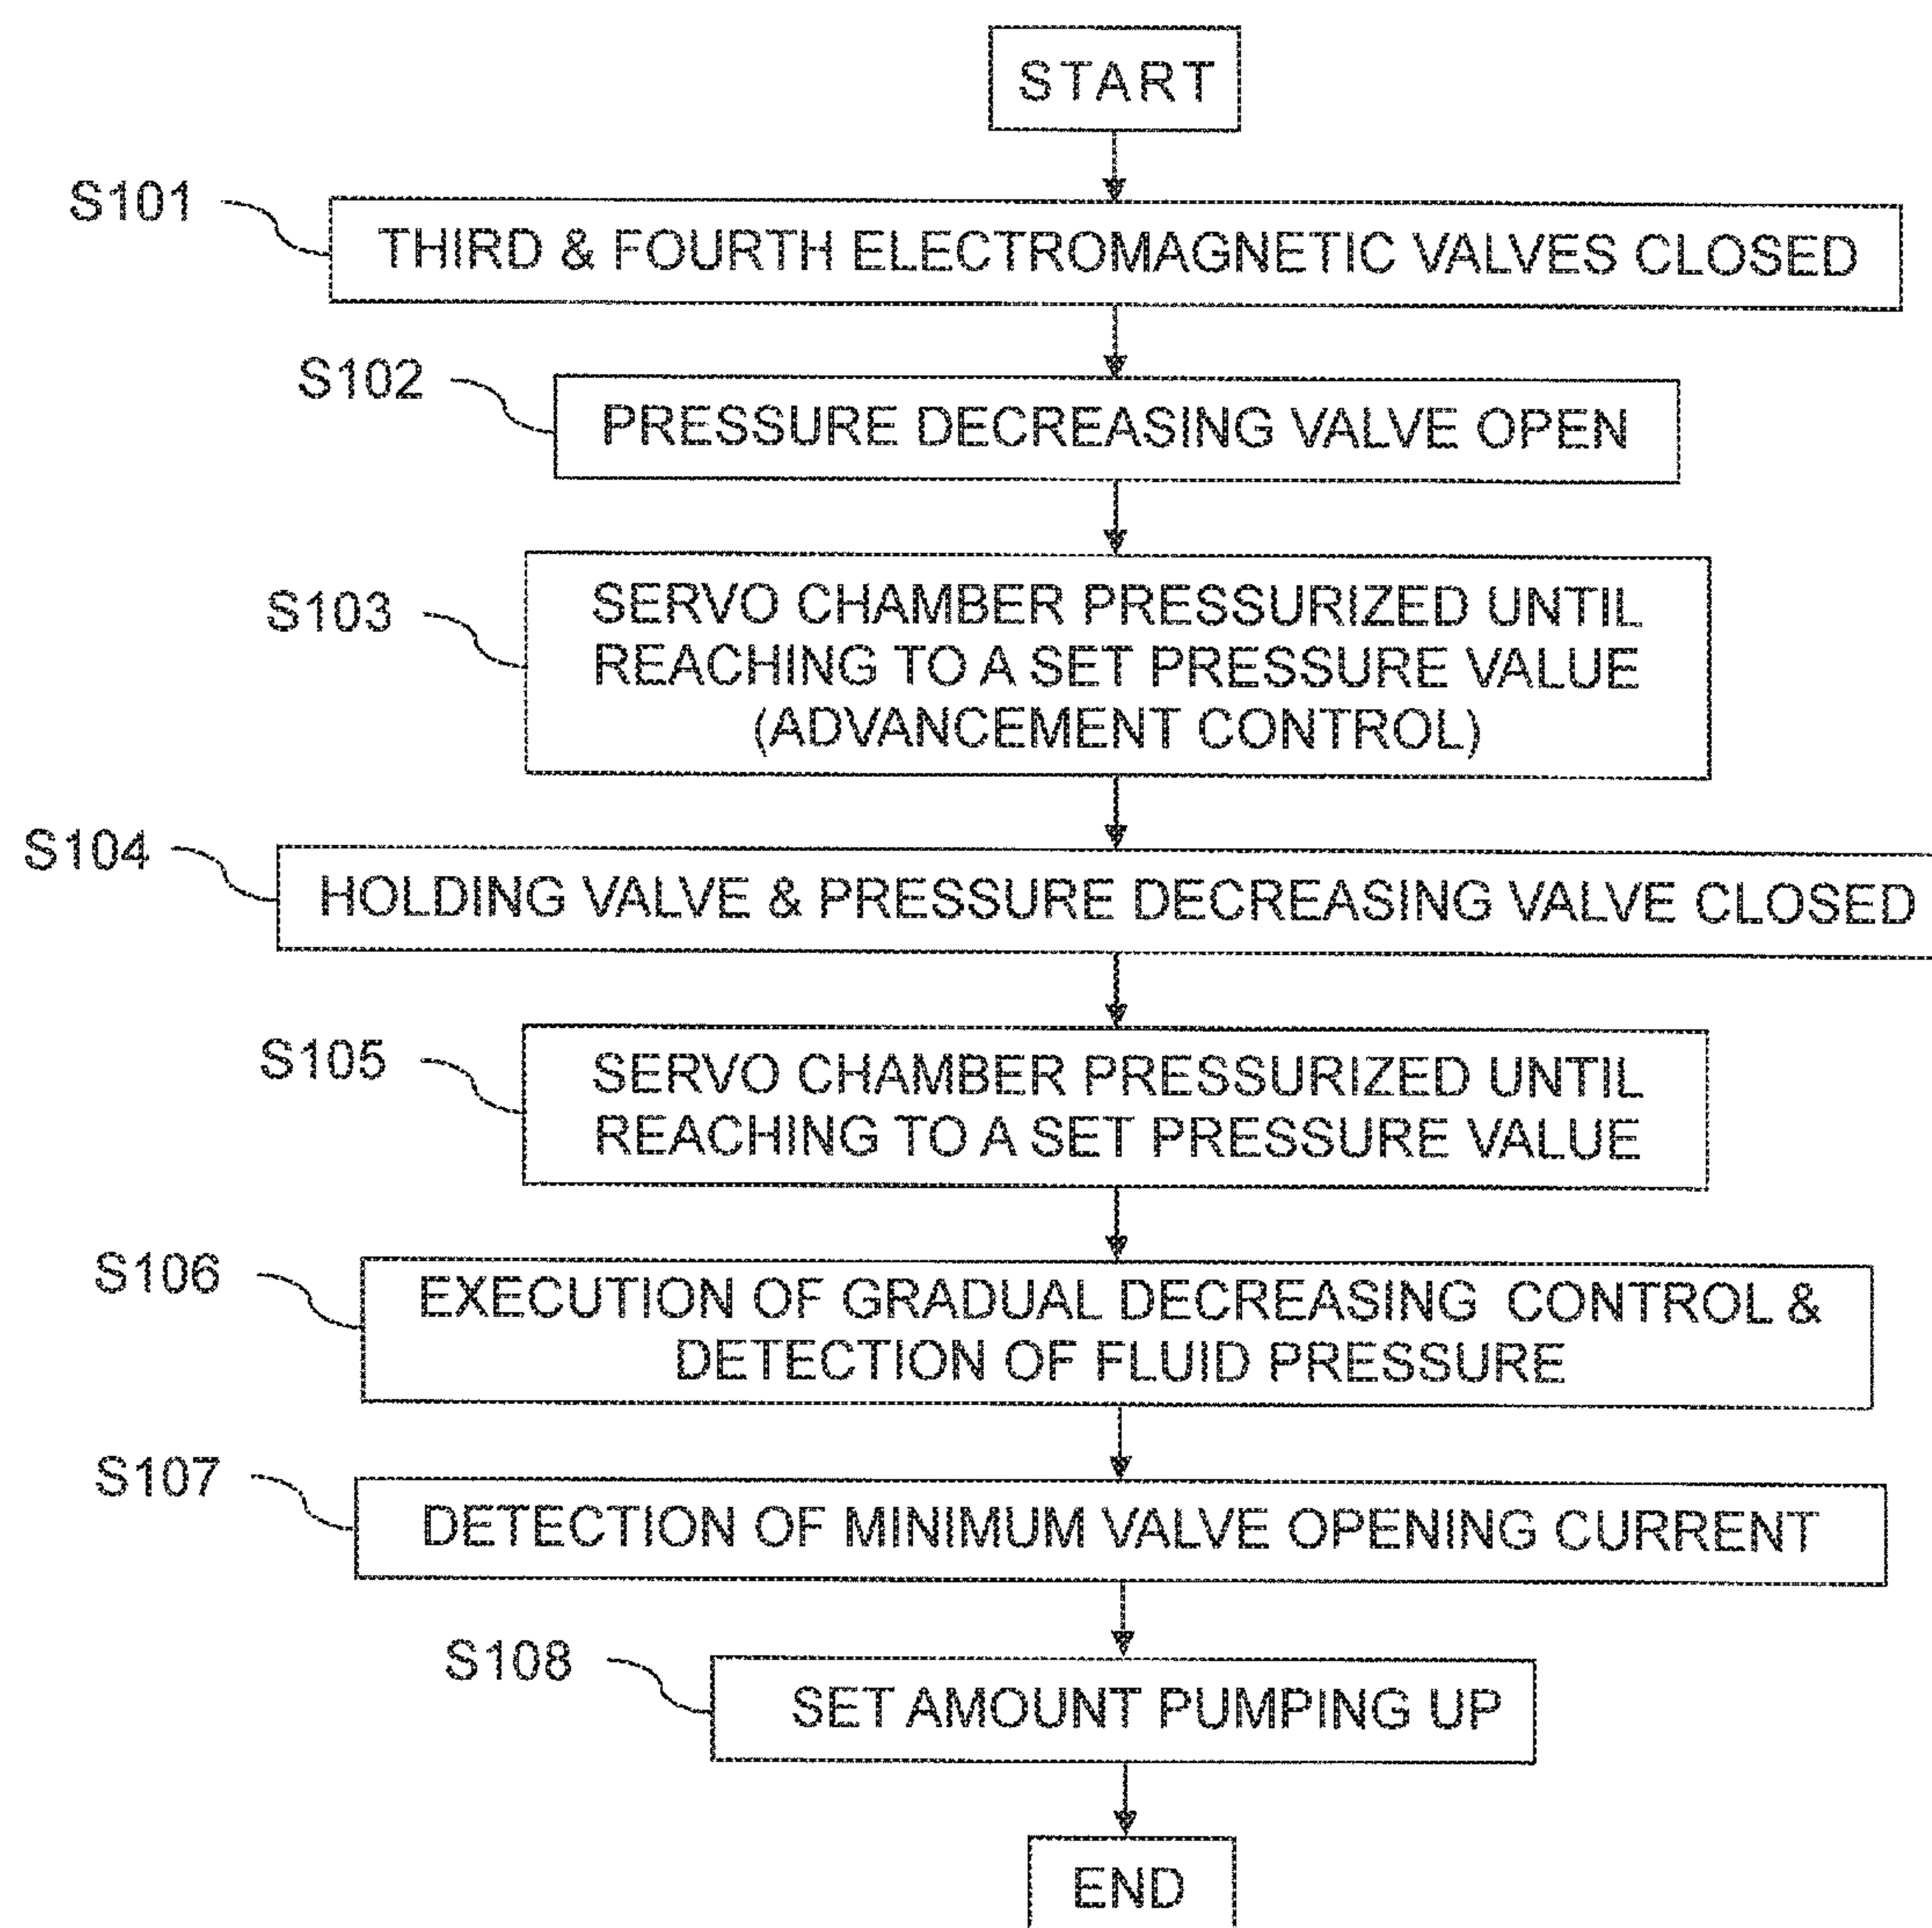 START
S101
THIRD & FOURTH ELECTROMAGNETIC VALVES CLOSED
S102
PRESSURE DECREASING VALVE OPEN
S103
SERVO CHAMBER PRESSURIZED UNTIL
REACHING TO A SET PRESSURE VALUE
(ADVANCEMENT CONTROL)
S104
HOLDING VALVE & PRESSURE DECREASING VALVE CLOSED
S105
SERVO CHAMBER PRESSURIZED UNTIL
REACHING TO A SET PRESSURE VALUE
S106
EXECUTION OF GRADUAL DECREASING CONTROL &
DETECTION OF FLUID PRESSURE
S107
DETECTION OF MINIMUM VALVE OPENING CURRENT
S108
SET AMOUNT PUMPING UP
END